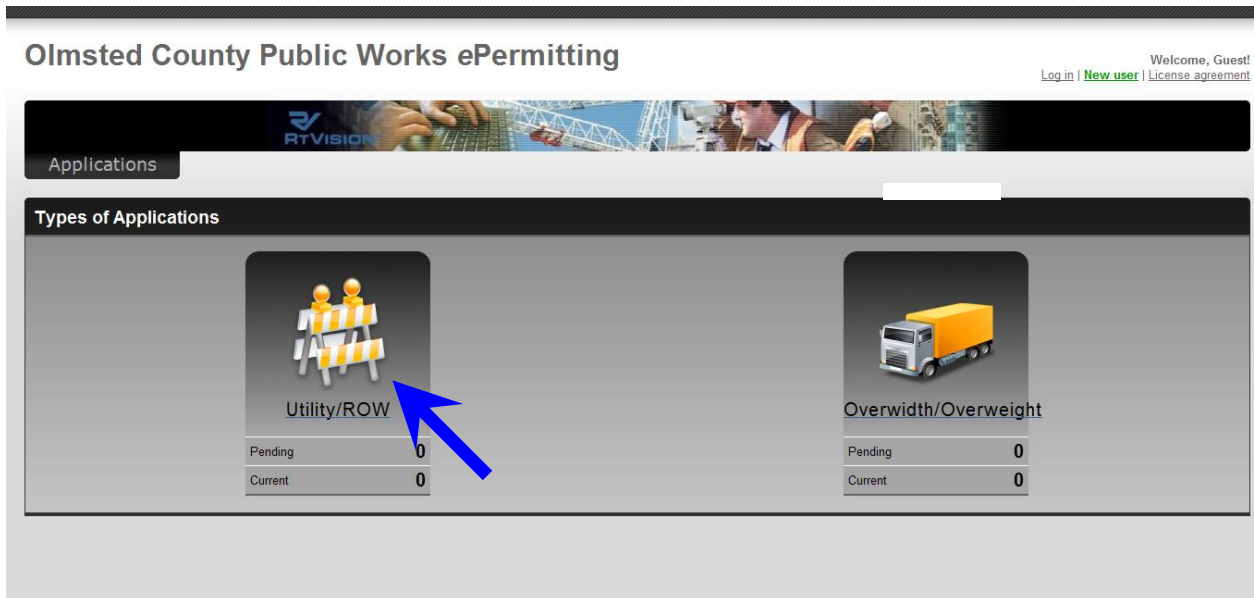 Olmsted County Public Works ePermitting
Welcome, Guest!
Log in | New user | License agreement
RTVISION
Applications
Types of Applications
Utility/ROW
Pending 0
Current 0
Overwidth/Overweight
Pending 0
Current 0